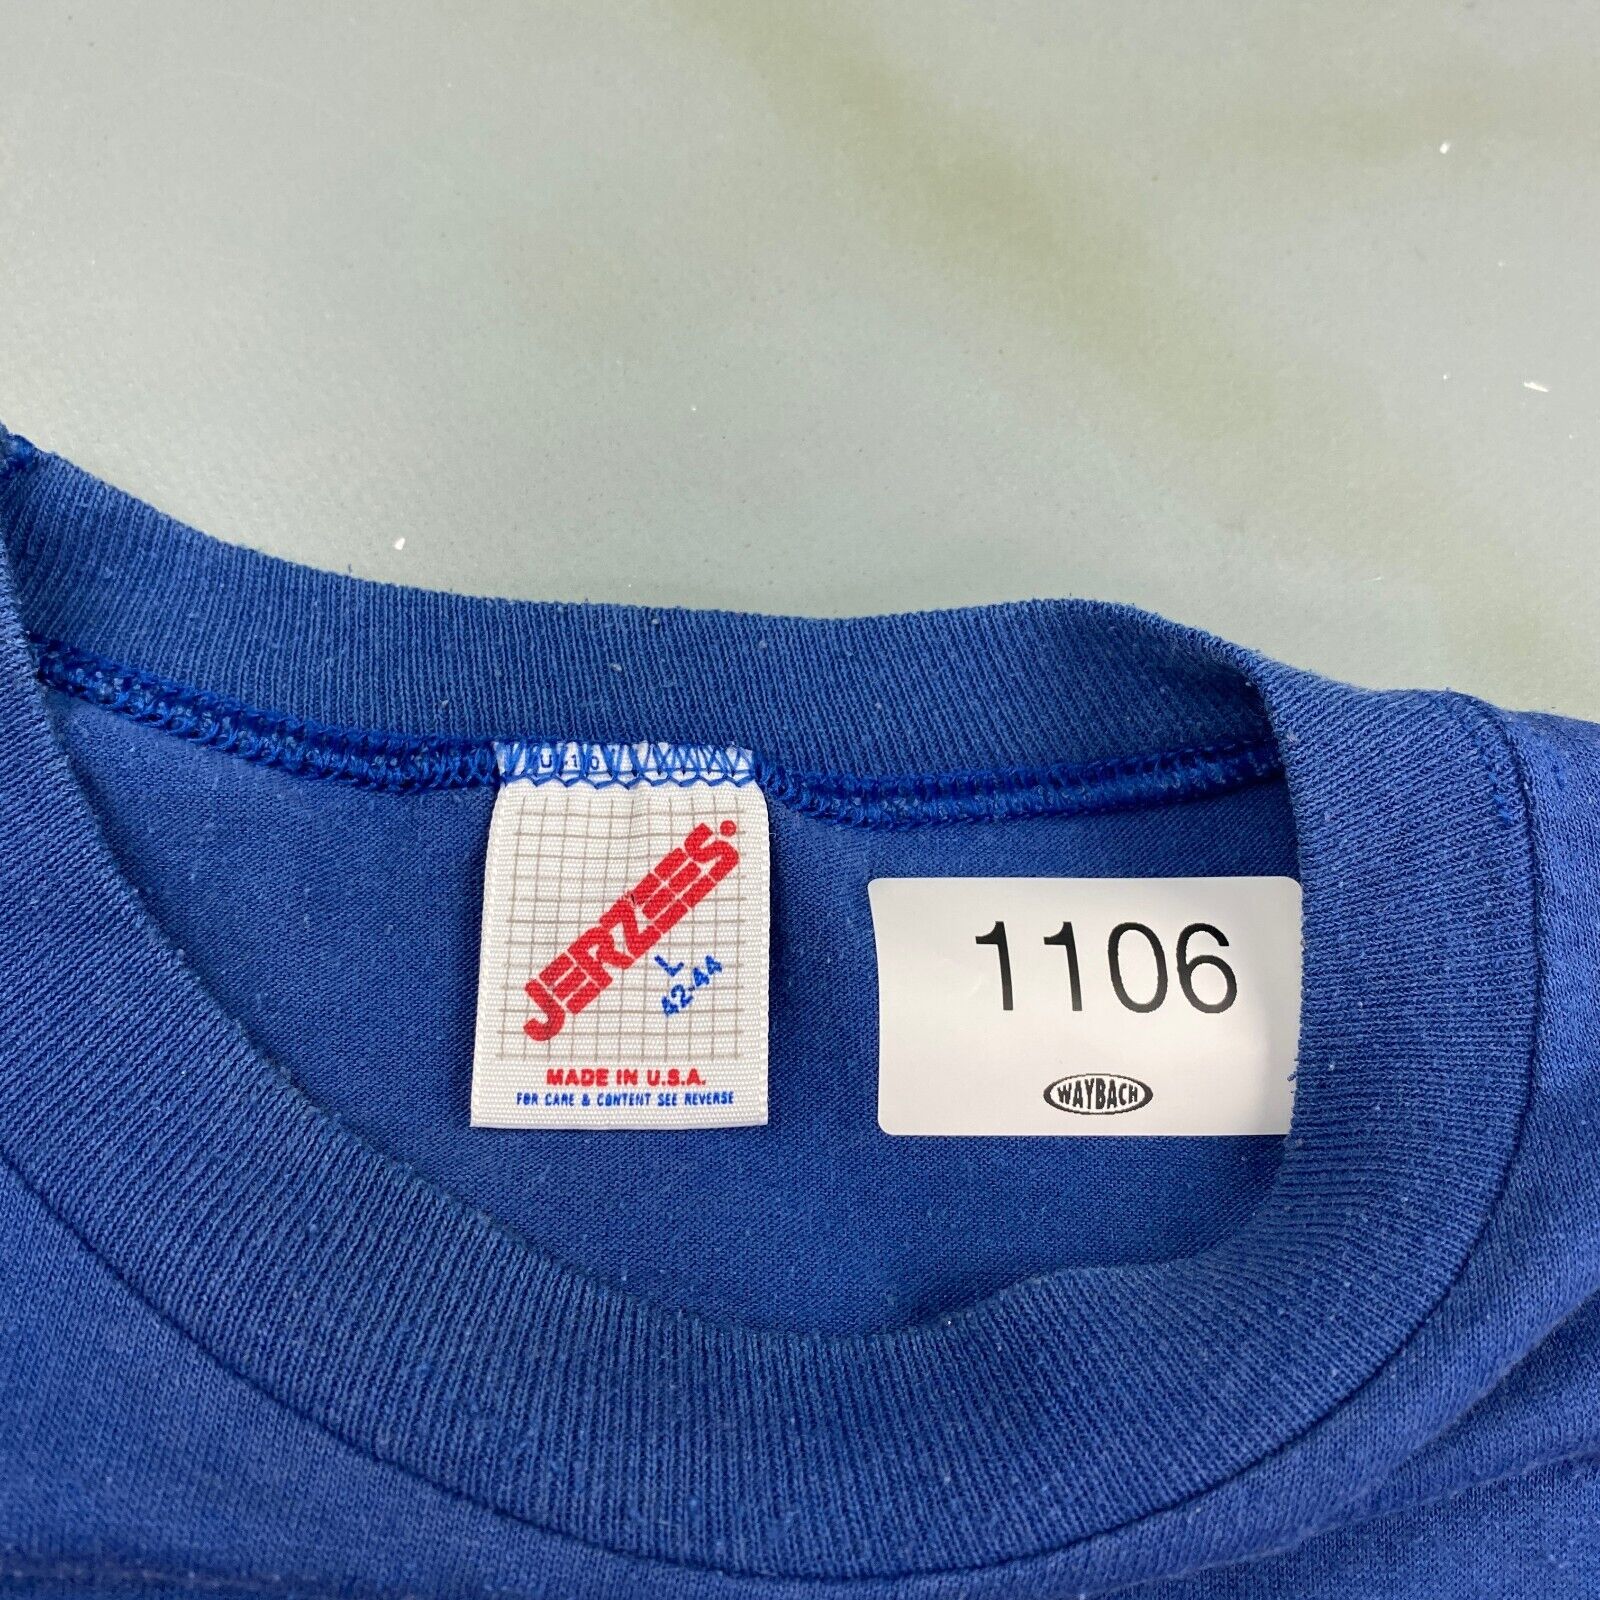 JERZEES
L
42-44
MADE IN U.S.A.
FOR CARE & CONTENT SEE REVERSE
1106
WAYBACH